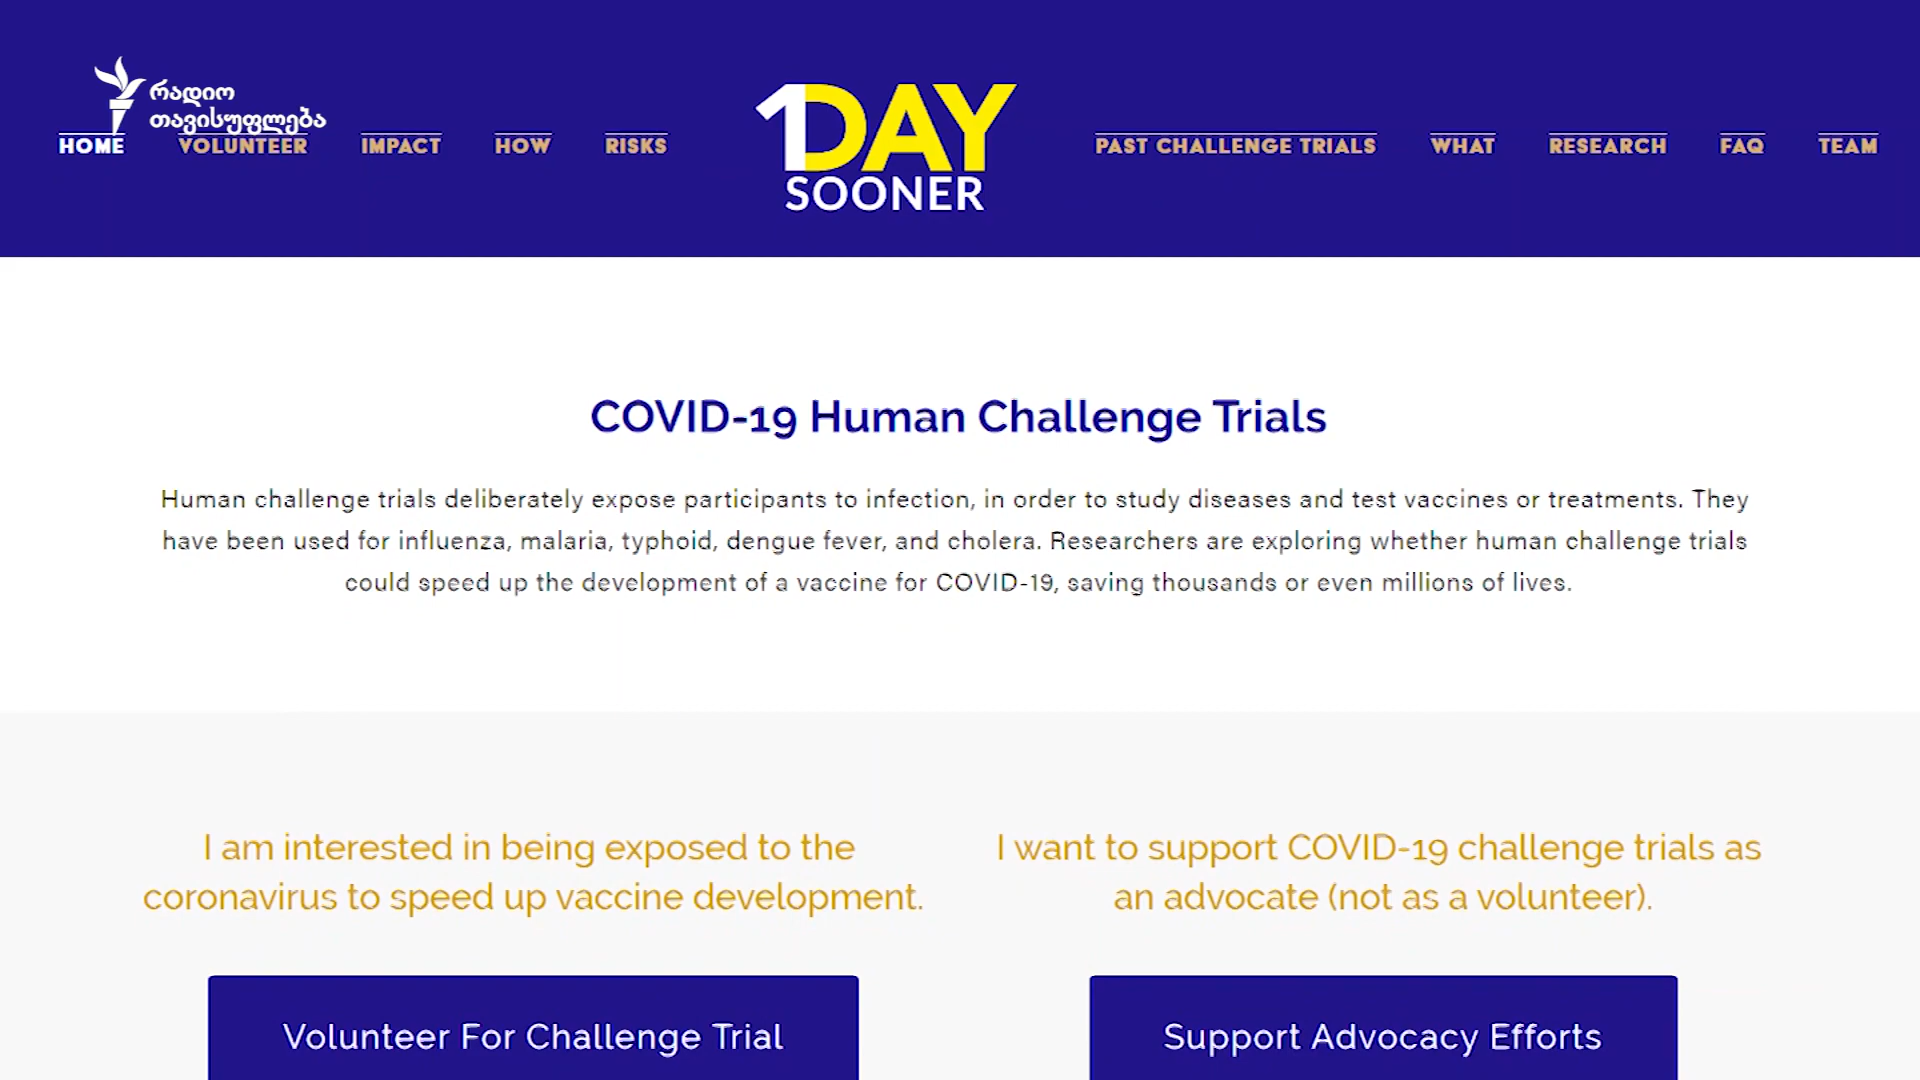 რადიო
თავისუფლება
HOME VOLUNTEER IMPACT HOW RISKS
1DAY
SOONER
PAST CHALLENGE TRIALS WHAT RESEARCH FAQ TEAM
COVID-19 Human Challenge Trials
Human challenge trials deliberately expose participants to infection, in order to study diseases and test vaccines or treatments. They
have been used for influenza, malaria, typhoid, dengue fever, and cholera. Researchers are exploring whether human challenge trials
could speed up the development of a vaccine for COVID-19, saving thousands or even millions of lives.
I am interested in being exposed to the
coronavirus to speed up vaccine development.
Volunteer For Challenge Trial
I want to support COVID-19 challenge trials as
an advocate (not as a volunteer).
Support Advocacy Efforts